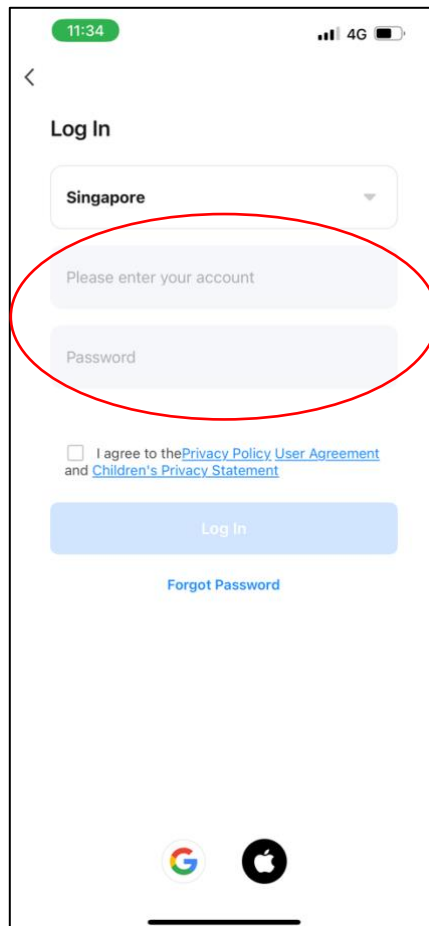 11:34 4G
Log In
Singapore
Please enter your account
Password
I agree to thePrivacy Policy User Agreement
and Children's Privacy Statement
Log In
Forgot Password